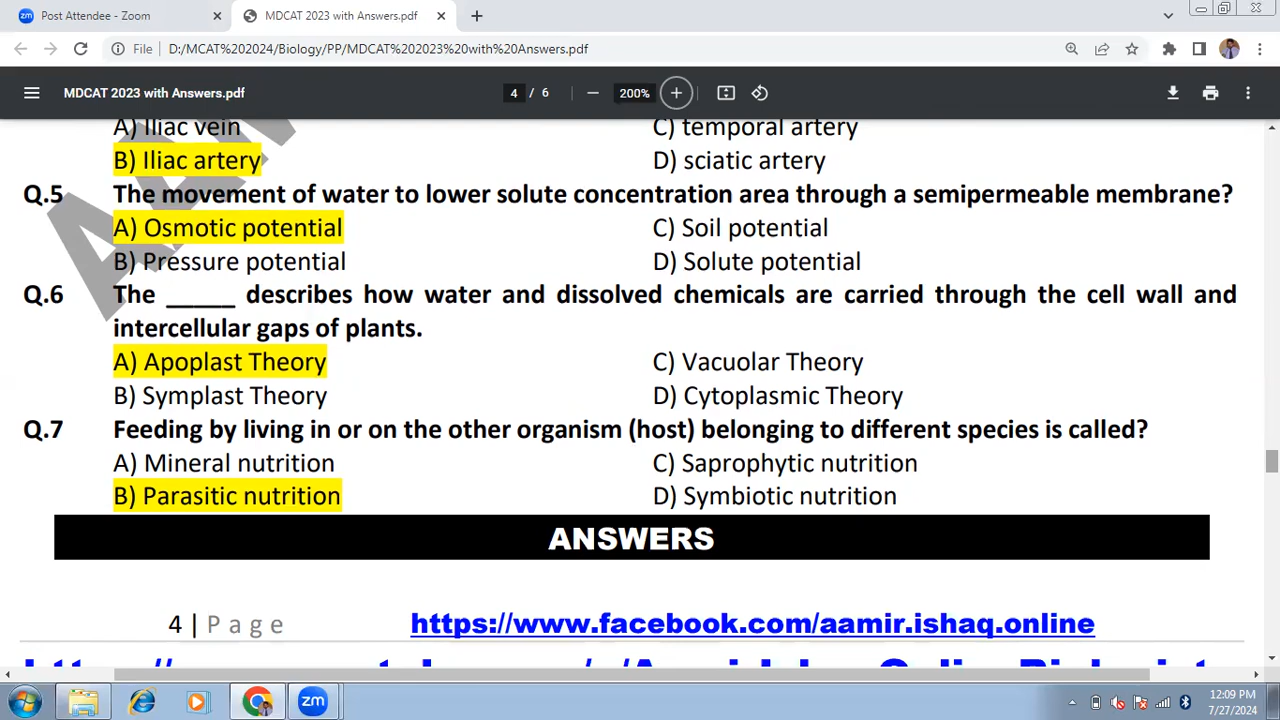 Post Attendee - Zoom
MDCAT 2023 with Answers.pdf
File D:/MCAT%202024/Biology/PP/MDCAT%202023%20with%20Answers.pdf
MDCAT 2023 with Answers.pdf 4 / 6 200%
A) Iliac vein C) temporal artery
B) Iliac artery D) sciatic artery
Q.5 The movement of water to lower solute concentration area through a semipermeable membrane?
A) Osmotic potential C) Soil potential
B) Pressure potential D) Solute potential
Q.6 The _____ describes how water and dissolved chemicals are carried through the cell wall and
intercellular gaps of plants.
A) Apoplast Theory C) Vacuolar Theory
B) Symplast Theory D) Cytoplasmic Theory
Q.7 Feeding by living in or on the other organism (host) belonging to different species is called?
A) Mineral nutrition C) Saprophytic nutrition
B) Parasitic nutrition D) Symbiotic nutrition
ANSWERS
4 | P a g e https://www.facebook.com/aamir.ishaq.online
zm
12:09 PM
7/27/2024